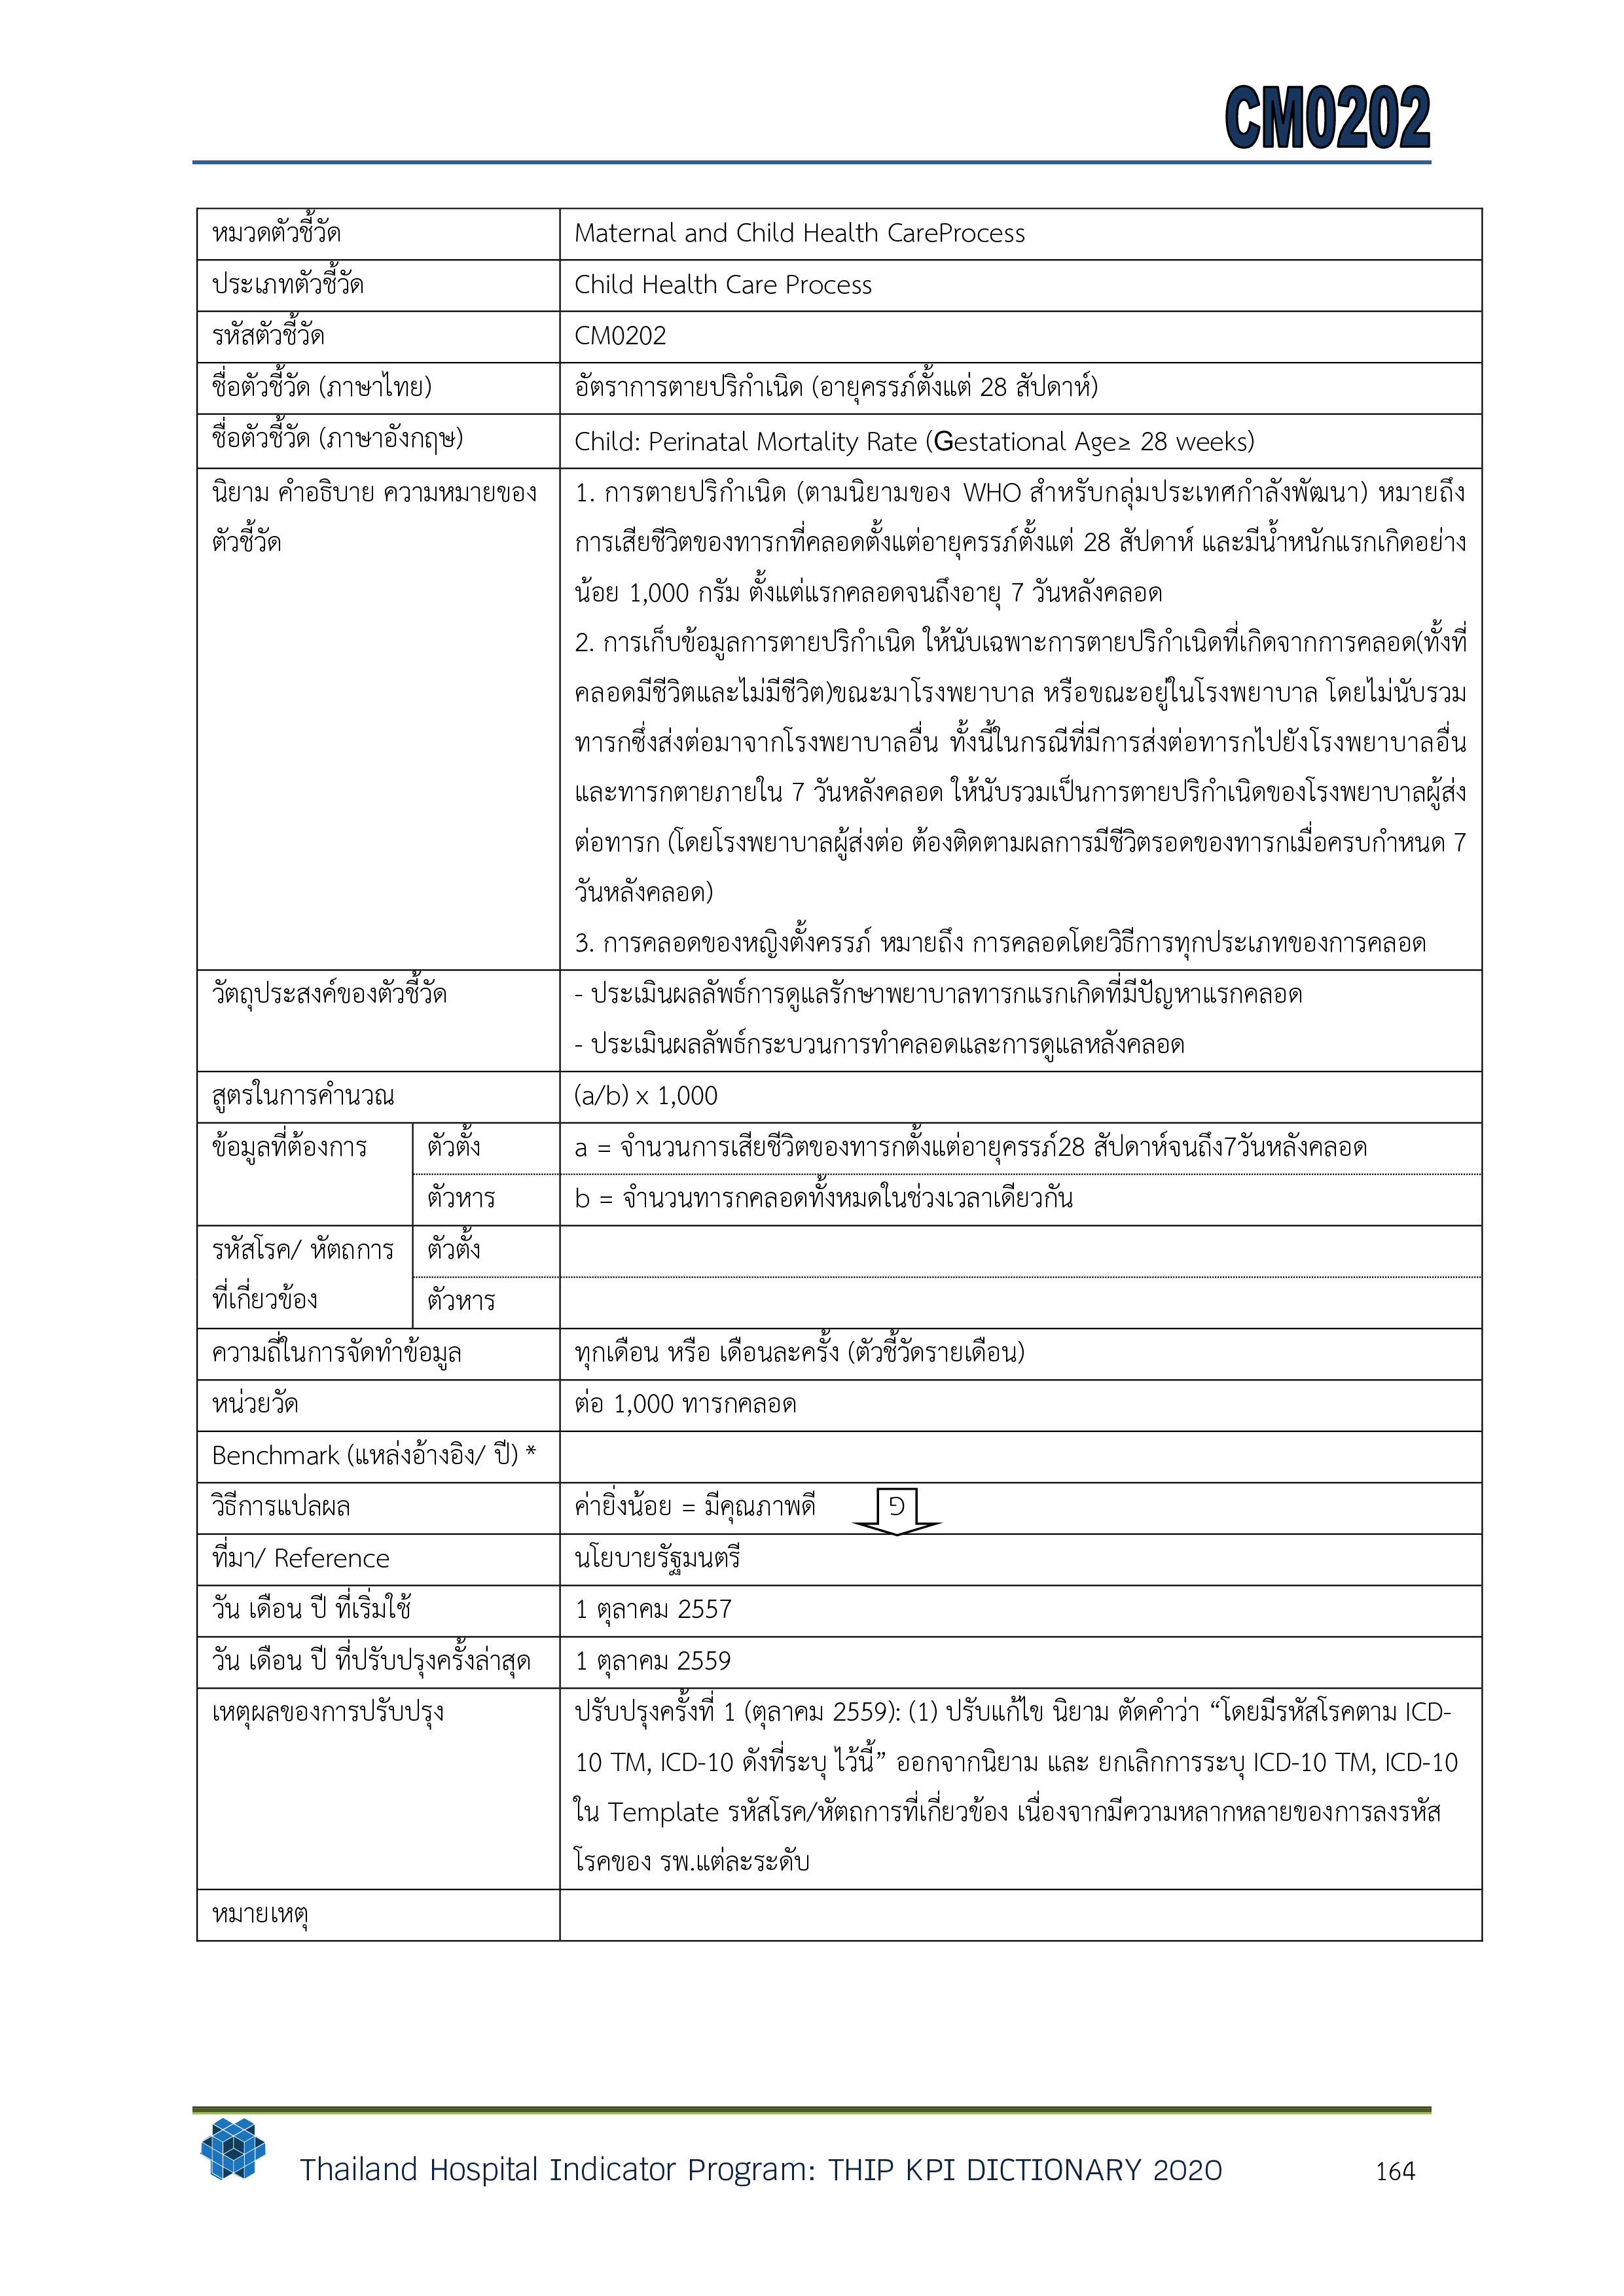 CM0202
หมวดตัวชี้วัด Maternal and Child Health CareProcess
ประเภทตัวชี้วัด Child Health Care Process
รหัสตัวชี้วัด CM0202
ชื่อตัวชี้วัด (ภาษาไทย) อัตราการตายปริกำเนิด (อายุครรภ์ตั้งแต่ 28 สัปดาห์)
ชื่อตัวชี้วัด (ภาษาอังกฤษ) Child: Perinatal Mortality Rate (Gestational Age≥ 28 weeks)
นิยาม คำอธิบาย ความหมายของ
ตัวชี้วัด
1. การตายปริกำเนิด (ตามนิยามของ WHO สำหรับกลุ่มประเทศกำลังพัฒนา) หมายถึง
การเสียชีวิตของทารกที่คลอดตั้งแต่อายุครรภ์ตั้งแต่ 28 สัปดาห์ และมีน้ำหนักแรกเกิดอย่าง
น้อย 1,000 กรัม ตั้งแต่แรกคลอดจนถึงอายุ 7 วันหลังคลอด
2. การเก็บข้อมูลการตายปริกำเนิด ให้นับเฉพาะการตายปริกำเนิดที่เกิดจากการคลอด(ทั้งที่
คลอดมีชีวิตและไม่มีชีวิต)ขณะมาโรงพยาบาล หรือขณะอยู่ในโรงพยาบาล โดยไม่นับรวม
ทารกซึ่งส่งต่อมาจากโรงพยาบาลอื่น ทั้งนี้ในกรณีที่มีการส่งต่อทารกไปยังโรงพยาบาลอื่น
และทารกตายภายใน 7 วันหลังคลอด ให้นับรวมเป็นการตายปริกำเนิดของโรงพยาบาลผู้ส่ง
ต่อทารก (โดยโรงพยาบาลผู้ส่งต่อ ต้องติดตามผลการมีชีวิตรอดของทารกเมื่อครบกำหนด 7
วันหลังคลอด)
3. การคลอดของหญิงตั้งครรภ์ หมายถึง การคลอดโดยวิธีการทุกประเภทของการคลอด
วัตถุประสงค์ของตัวชี้วัด - ประเมินผลลัพธ์การดูแลรักษาพยาบาลทารกแรกเกิดที่มีปัญหาแรกคลอด
- ประเมินผลลัพธ์กระบวนการทำคลอดและการดูแลหลังคลอด
สูตรในการคำนวณ (a/b) x 1,000
ข้อมูลที่ต้องการ ตัวตั้ง a = จำนวนการเสียชีวิตของทารกตั้งแต่อายุครรภ์28 สัปดาห์จนถึง7วันหลังคลอด
ตัวหาร b = จำนวนทารกคลอดทั้งหมดในช่วงเวลาเดียวกัน
รหัสโรค/ หัตถการ ตัวตั้ง
ที่เกี่ยวข้อง ตัวหาร
ความถี่ในการจัดทำข้อมูล ทุกเดือน หรือ เดือนละครั้ง (ตัวชี้วัดรายเดือน)
หน่วยวัด ต่อ 1,000 ทารกคลอด
Benchmark (แหล่งอ้างอิง/ ปี) *
วิธีการแปลผล ค่ายิ่งน้อย = มีคุณภาพดี
ที่มา/ Reference นโยบายรัฐมนตรี
วัน เดือน ปี ที่เริ่มใช้ 1 ตุลาคม 2557
วัน เดือน ปี ที่ปรับปรุงครั้งล่าสุด 1 ตุลาคม 2559
เหตุผลของการปรับปรุง ปรับปรุงครั้งที่ 1 (ตุลาคม 2559): (1) ปรับแก้ไข นิยาม ตัดคำว่า “โดยมีรหัสโรคตาม ICD-
10 TM, ICD-10 ดังที่ระบุ ไว้นี้” ออกจากนิยาม และ ยกเลิกการระบุ ICD-10 TM, ICD-10
ใน Template รหัสโรค/หัตถการที่เกี่ยวข้อง เนื่องจากมีความหลากหลายของการลงรหัส
โรคของ รพ.แต่ละระดับ
หมายเหตุ
Thailand Hospital Indicator Program: THIP KPI DICTIONARY 2020 164